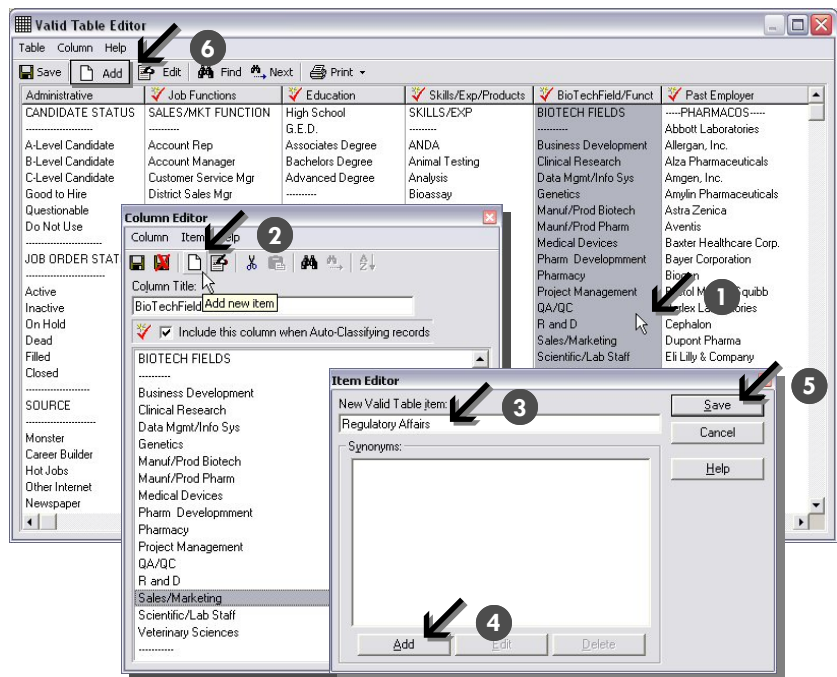 Valid Table Editor
Table Column Help
6
Save Add Edit Find Next Print
Administrative Job Functions Education Skills/Exp/Products BioTechField/Funct Past Employer
CANDIDATE STATUS SALES/MKT FUNCTION High School SKILLS/EXP BIOTECH FIELDS -----PHARMACOS-----
--------------------- --------- G.E.D. --------- ---------- Abbott Laboratories
A-Level Candidate Account Rep Associates Degree ANDA Business Development Allergan, Inc.
B-Level Candidate Account Manager Bachelors Degree Animal Testing Clinical Research Alza Pharmaceuticals
C-Level Candidate Customer Service Mgr Advanced Degree Analysis Data Mgmt/Info Sys Amgen, Inc.
Good to Hire District Sales Mgr ---------- Bioassay Genetics Amylin Pharmaceuticals
Questionable Manuf/Prod Biotech Astra Zenica
Do Not Use Maunf/Prod Pharm Aventis
------------------------ Medical Devices Baxter Healthcare Corp.
JOB ORDER STAT Pharm Developmment Bayer Corporation
------------------------ Pharmacy
Active Project Management Squibb
Inactive QA/QC
On Hold R and D Cephalon
Dead Sales/Marketing Dupont Pharma
Filled Scientific/Lab Staff Eli Lilly & Company
Closed
--------------------
SOURCE
--------------------
Monster
Career Builder
Hot Jobs
Other Internet
Newspaper
1
Column Editor
Column Item
2
Column Title:
BioTechField
Add new item
Include this column when Auto-Classifying records
BIOTECH FIELDS
----------
Business Development
Clinical Research
Data Mgmt/Info Sys
Genetics
Manuf/Prod Biotech
Maunf/Prod Pharm
Medical Devices
Pharm Developmment
Pharmacy
Project Management
QA/QC
R and D
Sales/Marketing
Scientific/Lab Staff
Veterinary Sciences
-----------
Item Editor
New Valid Table item:
3
Regulatory Affairs
Synonyms:
Save
5
Cancel
Help
4
Add Edit Delete